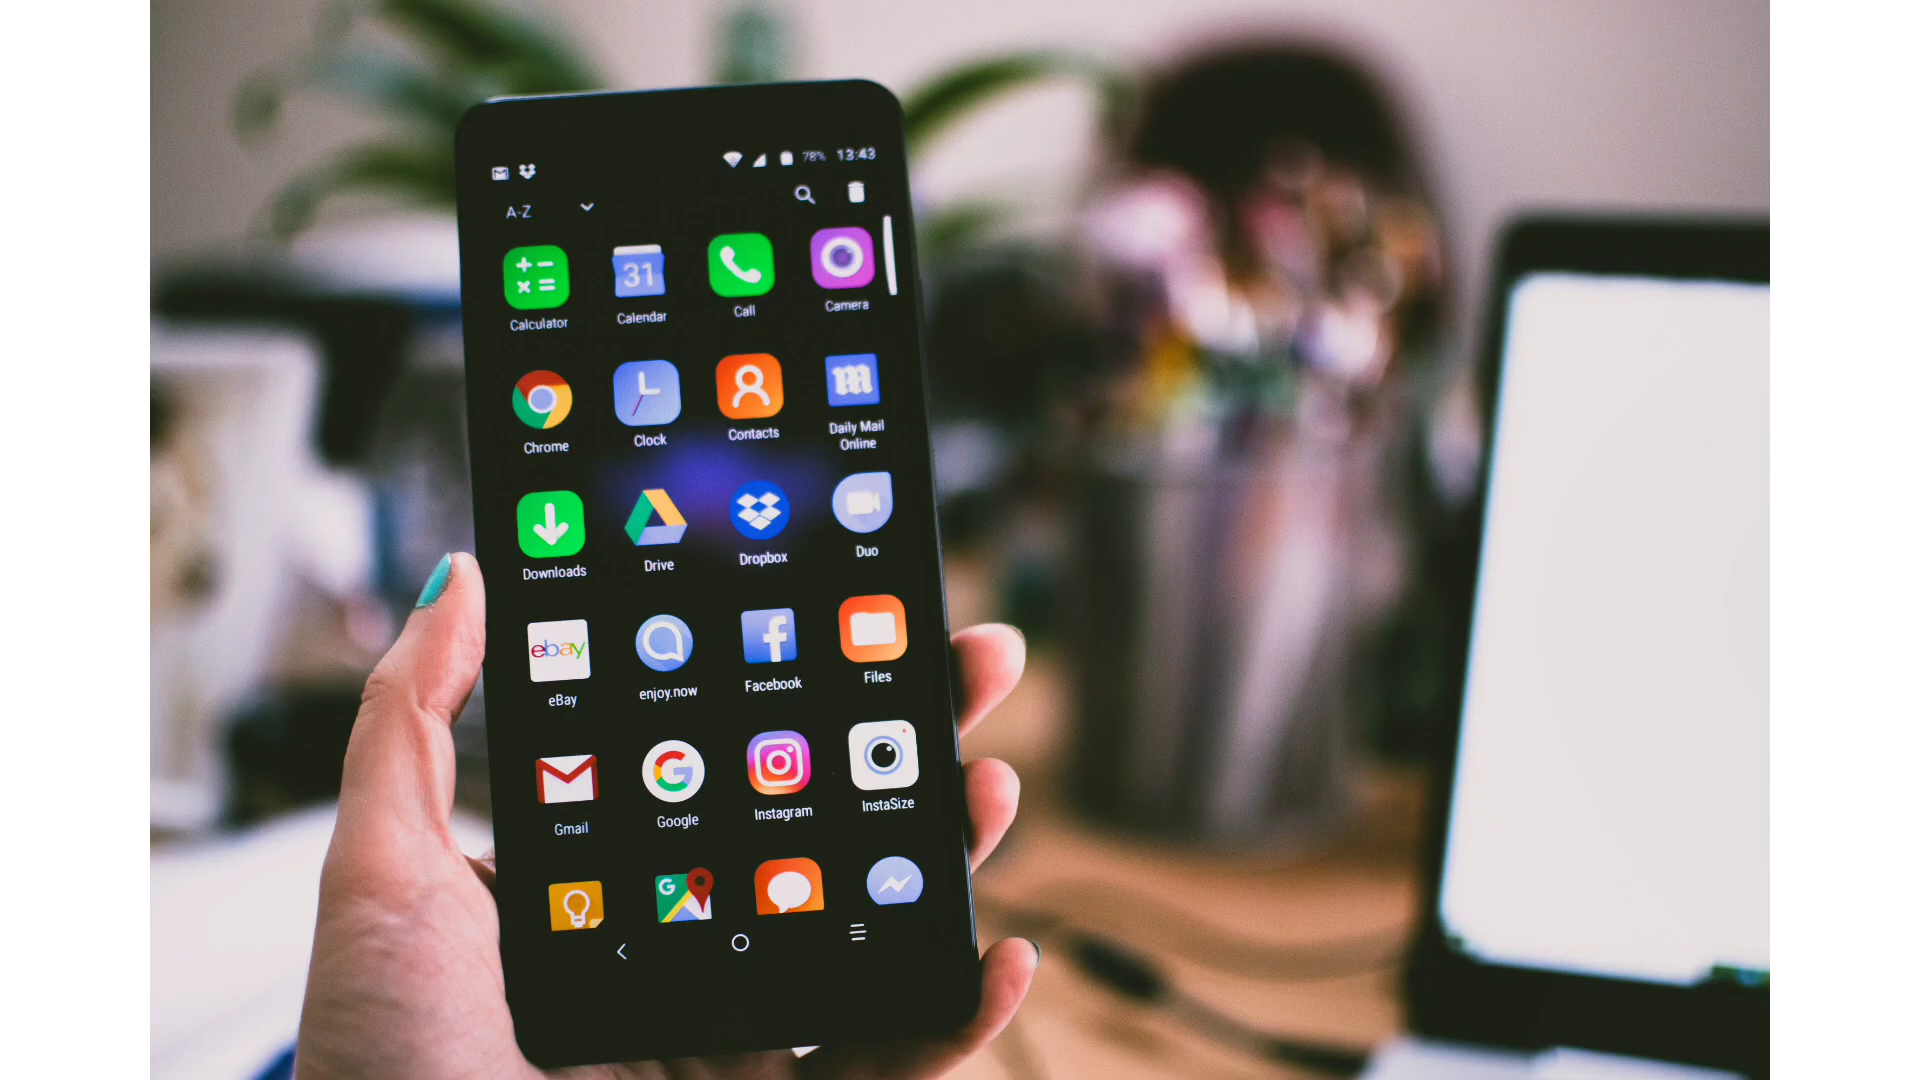 78% 13:43
A-Z
31
Calculator Calendar Call Camera
Chrome Clock Contacts Daily Mail
Online
Downloads Drive Dropbox Duo
ebay
eBay enjoy.now Facebook Files
Gmail Google Instagram InstaSize